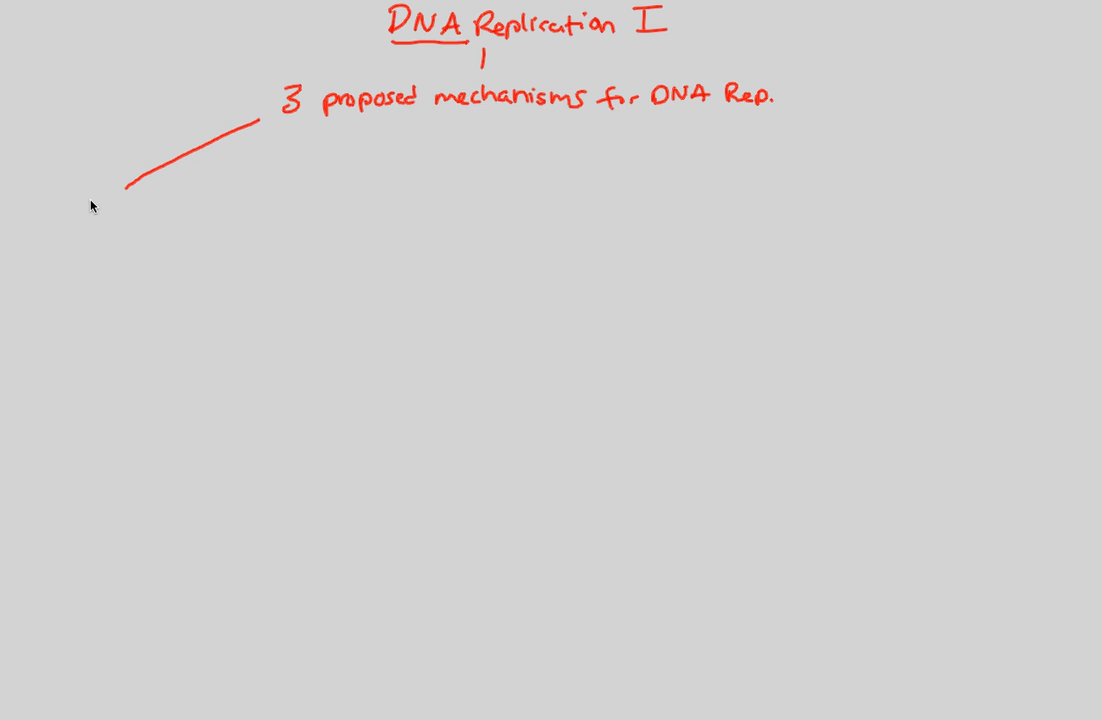 DNA Replication I
3 proposed mechanisms for DNA Rep.